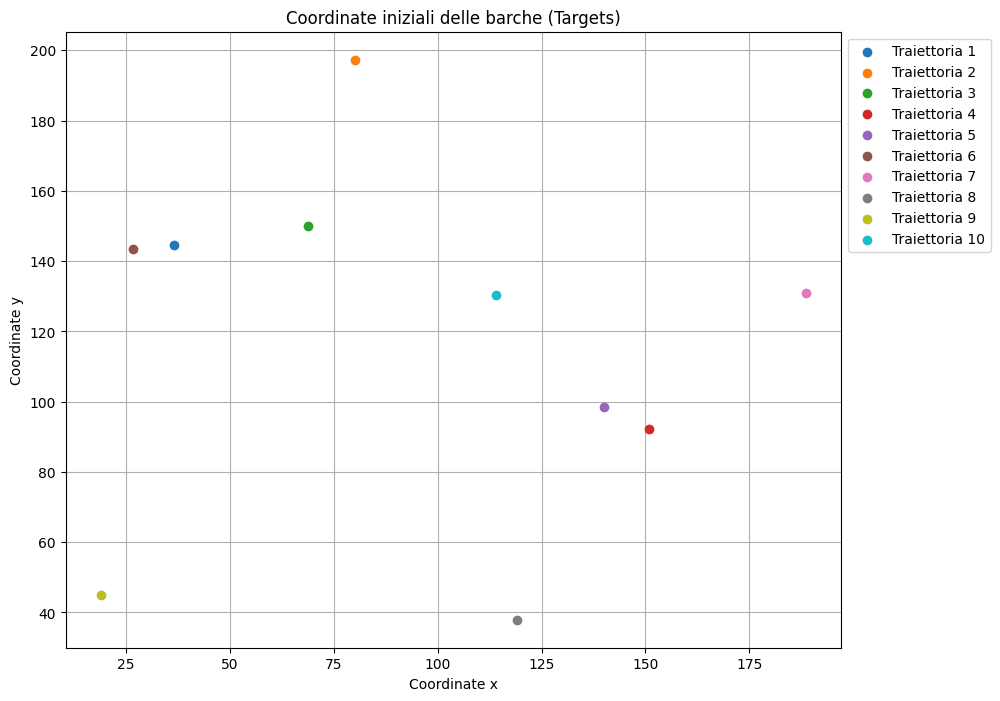 Coordinate iniziali delle barche (Targets)
200
180
160
140
120
100
80
60
40
Coordinate y
25
50
75
100
125
150
175
Coordinate x
Traiettoria 1
Traiettoria 2
Traiettoria 3
Traiettoria 4
Traiettoria 5
Traiettoria 6
Traiettoria 7
Traiettoria 8
Traiettoria 9
Traiettoria 10